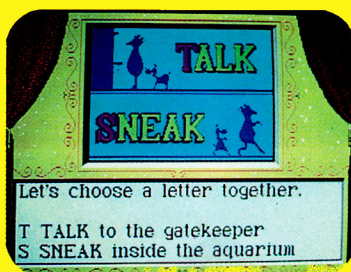 TALK
SNEAK
Let's choose a letter together.
T TALK to the gatekeeper
S SNEAK inside the aquarium